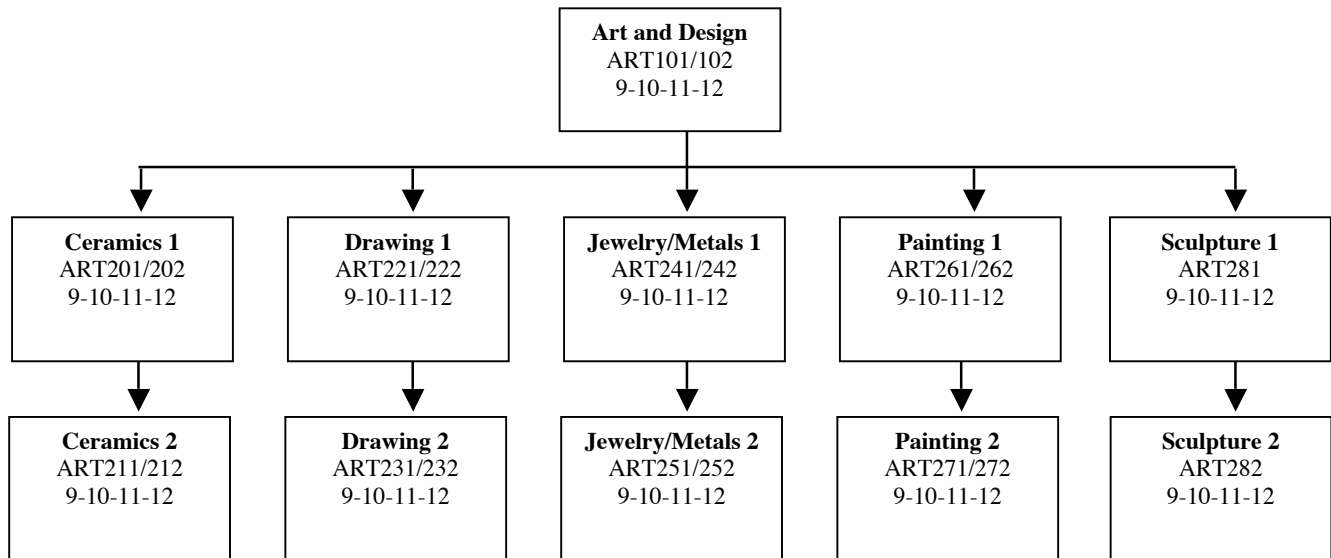 Art and Design
ART101/102
9-10-11-12
Ceramics 1
ART201/202
9-10-11-12
Drawing 1
ART221/222
9-10-11-12
Jewelry/Metals 1
ART241/242
9-10-11-12
Painting 1
ART261/262
9-10-11-12
Sculpture 1
ART281
9-10-11-12
Ceramics 2
ART211/212
9-10-11-12
Drawing 2
ART231/232
9-10-11-12
Jewelry/Metals 2
ART251/252
9-10-11-12
Painting 2
ART271/272
9-10-11-12
Sculpture 2
ART282
9-10-11-12